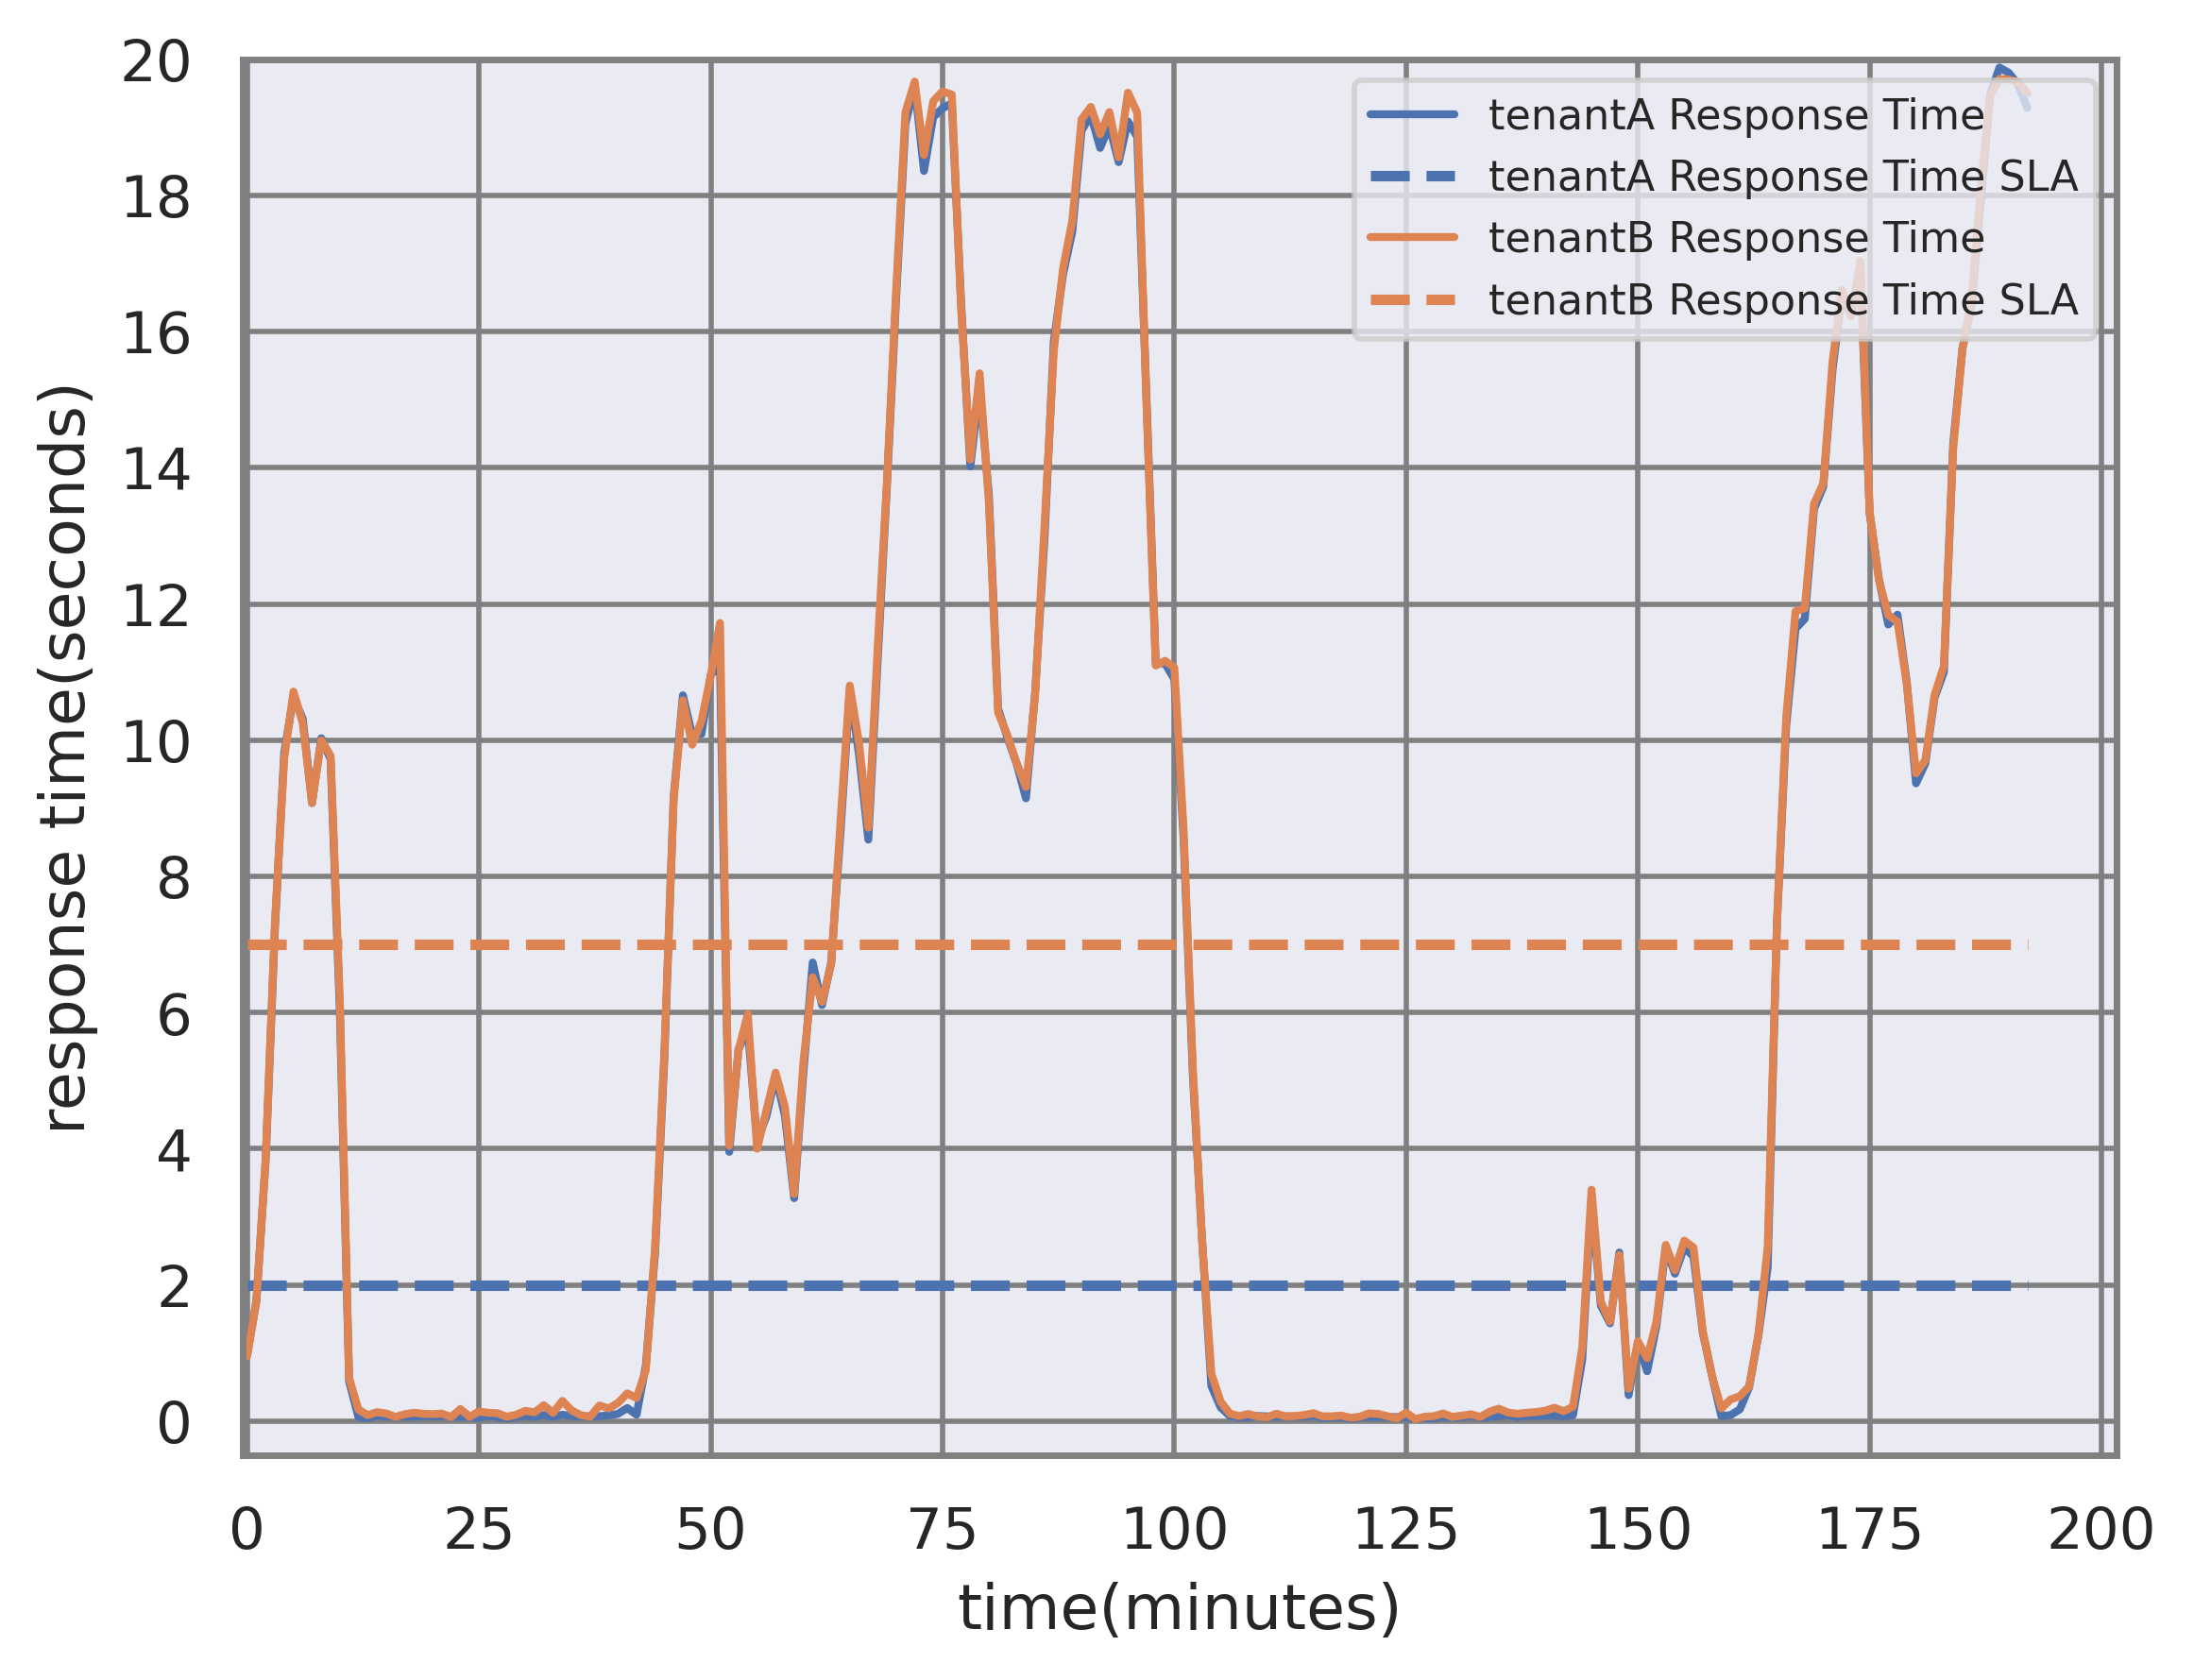 20
18
16
14
12
10
8
6
4
2
0
response time(seconds)
tenantA Response Time
tenantA Response Time SLA
tenantB Response Time
tenantB Response Time SLA
0 25 50 75 100 125 150 175 200
time(minutes)